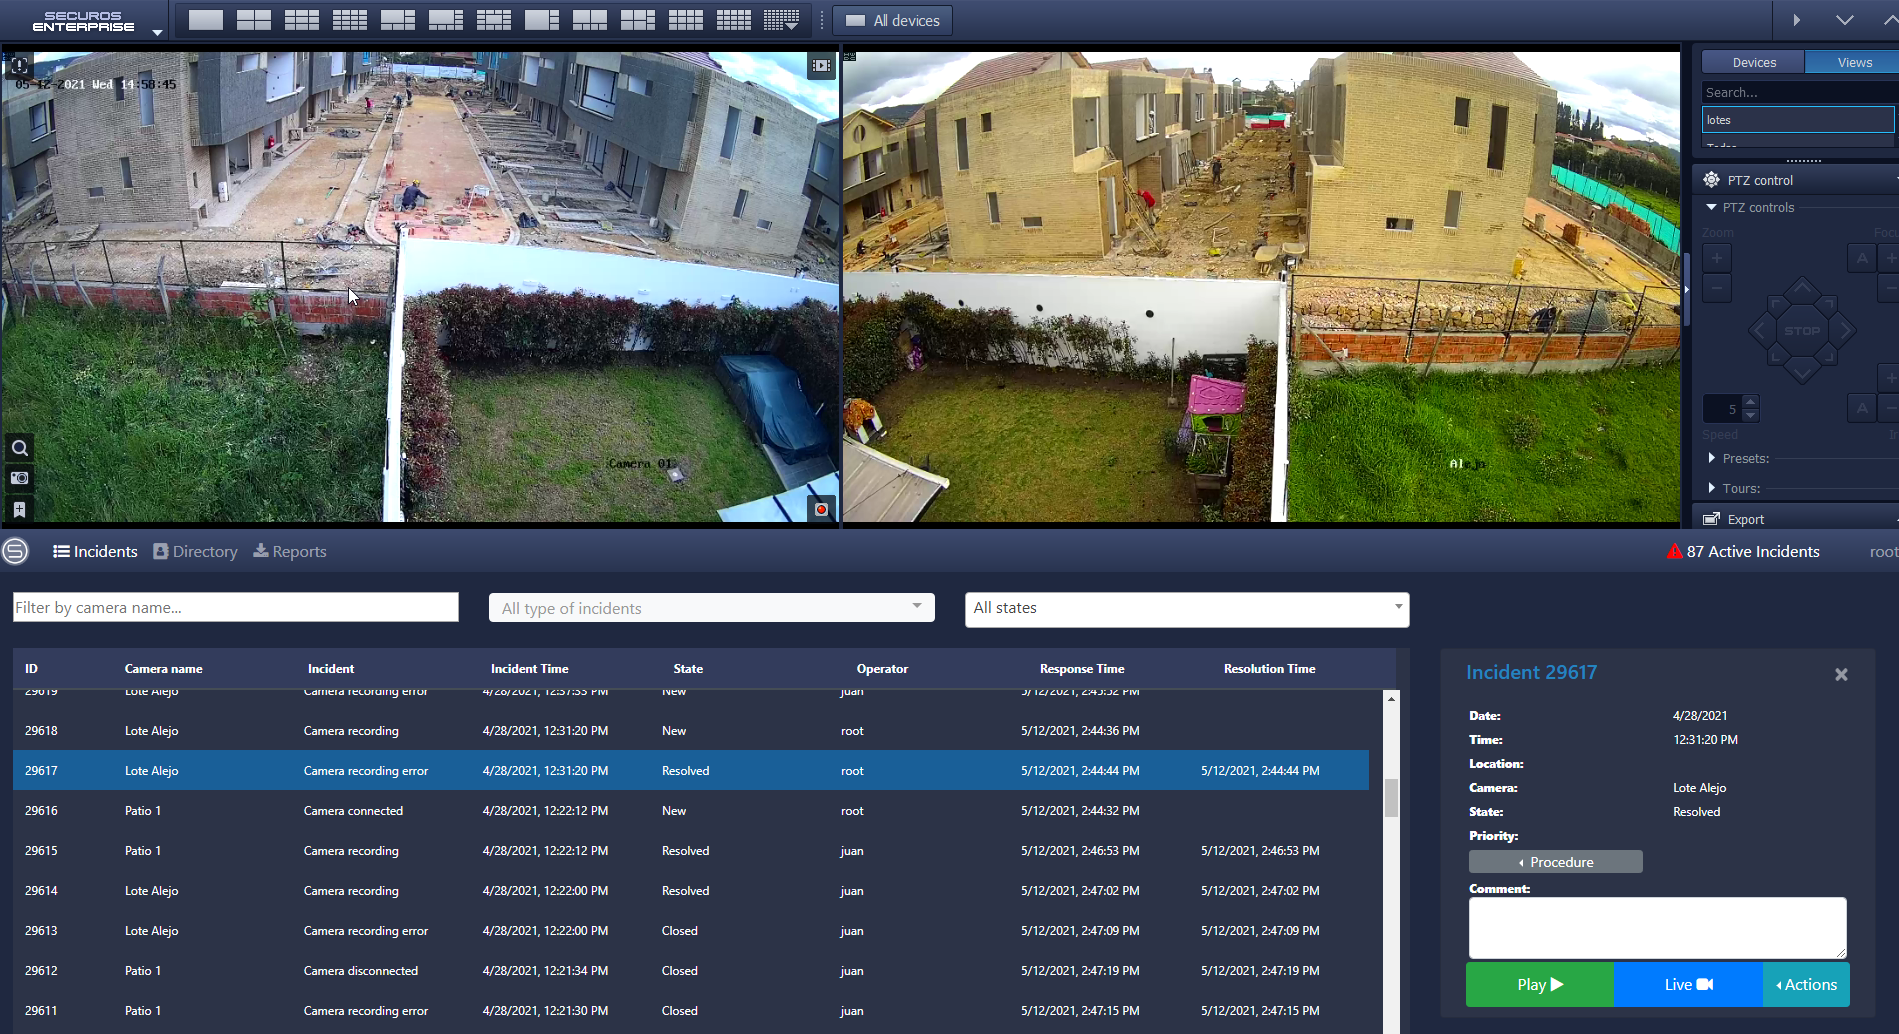 SECUROS
ENTERPRISE
All devices
05-12-2021 Wed 14:58:45
Camera 01
Alejo
Devices
Views
Search...
lotes
PTZ control
PTZ controls
Zoom
A
STOP
5
A
Speed
Presets:
Tours:
Export
Incidents
Directory
Reports
87 Active Incidents
root
Filter by camera name...
All type of incidents
All states
ID Camera name Incident Incident Time State Operator Response Time Resolution Time
29619 Lote Alejo Camera recording error 4/28/2021, 12:37:33 PM New juan 5/12/2021, 2:45:52 PM
29618 Lote Alejo Camera recording 4/28/2021, 12:31:20 PM New root 5/12/2021, 2:44:36 PM
29617 Lote Alejo Camera recording error 4/28/2021, 12:31:20 PM Resolved root 5/12/2021, 2:44:44 PM 5/12/2021, 2:44:44 PM
29616 Patio 1 Camera connected 4/28/2021, 12:22:12 PM New root 5/12/2021, 2:44:32 PM
29615 Patio 1 Camera recording 4/28/2021, 12:22:12 PM Resolved juan 5/12/2021, 2:46:53 PM 5/12/2021, 2:46:53 PM
29614 Lote Alejo Camera recording 4/28/2021, 12:22:00 PM Resolved juan 5/12/2021, 2:47:02 PM 5/12/2021, 2:47:02 PM
29613 Lote Alejo Camera recording error 4/28/2021, 12:22:00 PM Closed juan 5/12/2021, 2:47:09 PM 5/12/2021, 2:47:09 PM
29612 Patio 1 Camera disconnected 4/28/2021, 12:21:34 PM Closed juan 5/12/2021, 2:47:19 PM 5/12/2021, 2:47:19 PM
29611 Patio 1 Camera recording error 4/28/2021, 12:21:30 PM Closed juan 5/12/2021, 2:47:15 PM 5/12/2021, 2:47:15 PM
Incident 29617
Date: 4/28/2021
Time: 12:31:20 PM
Location:
Camera: Lote Alejo
State: Resolved
Priority:
Procedure
Comment:
Play
Live
Actions